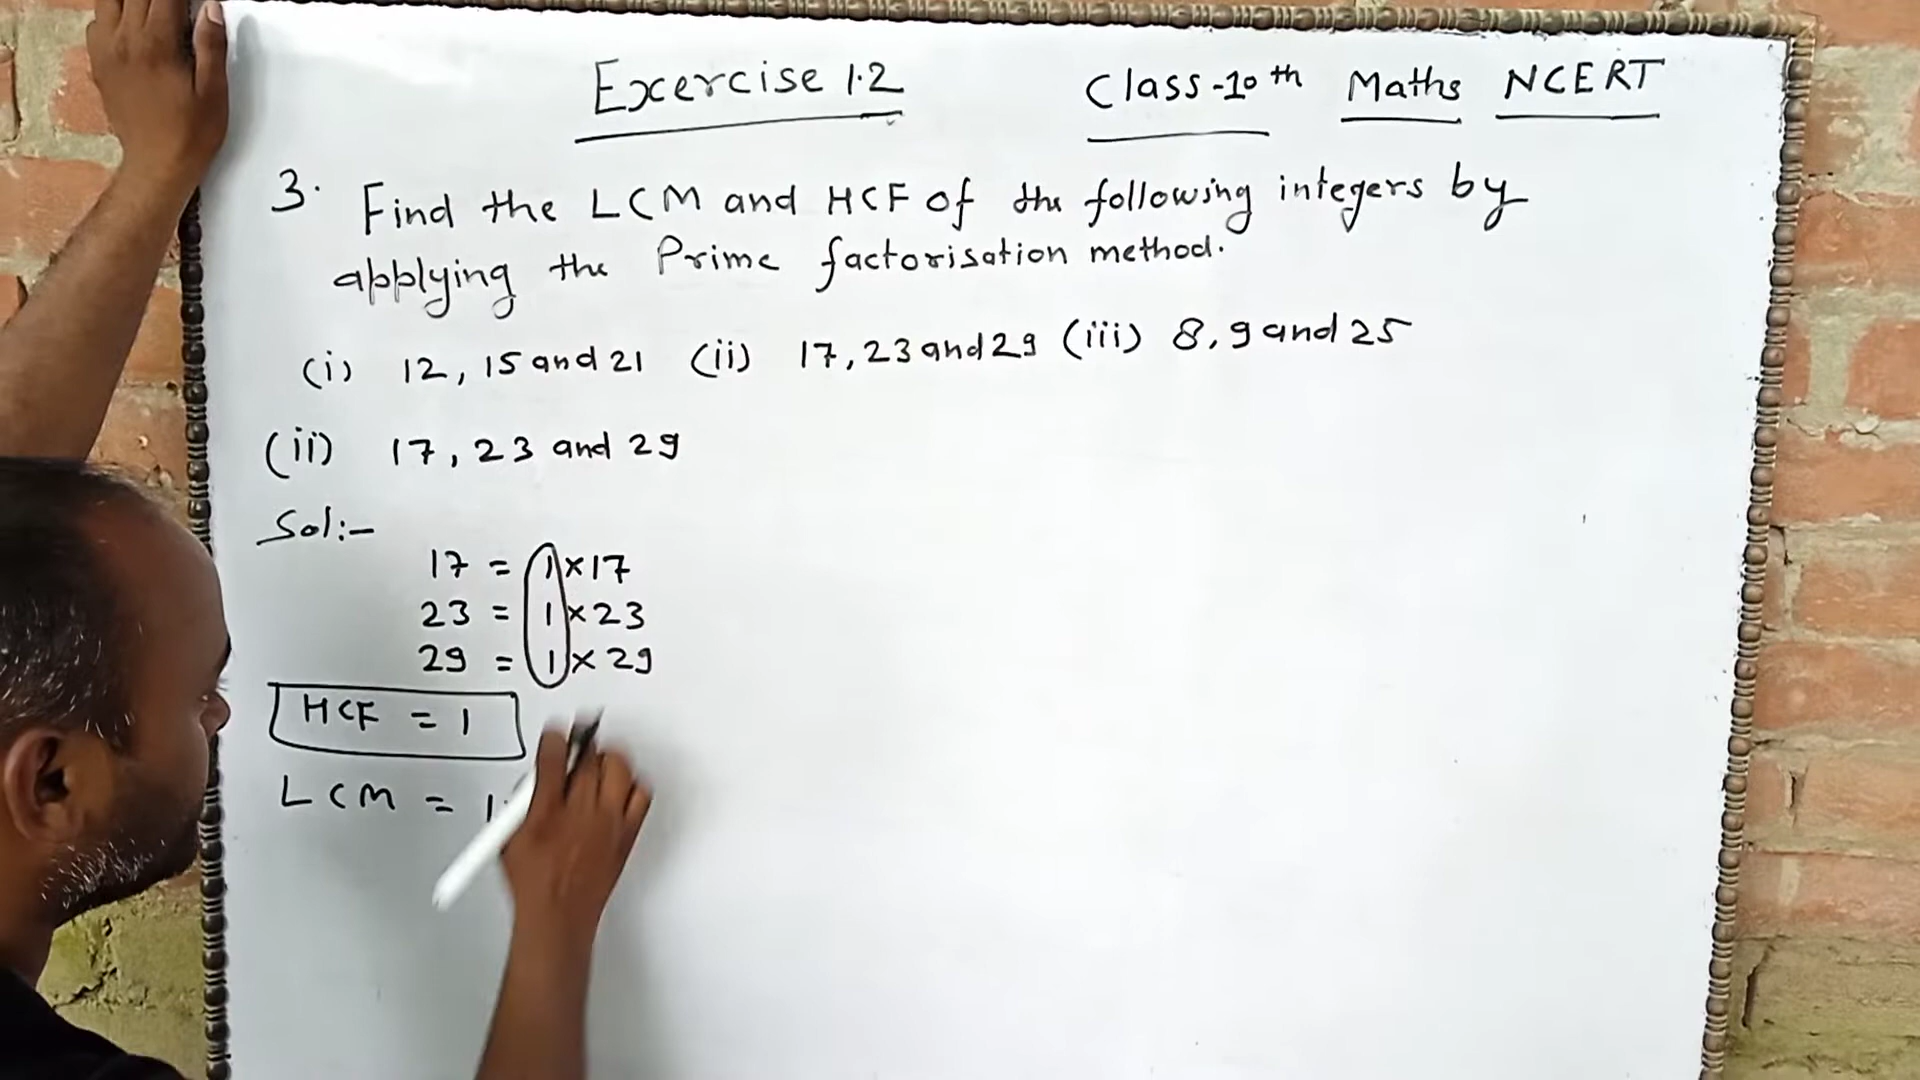 Excercise 1.2 Class-10th Maths NCERT
3. Find the LCM and HCF of the following integers by
applying the Prime factorisation method.
(i) 12, 15 and 21 (ii) 17, 23 and 29 (iii) 8, 9 and 25
(ii) 17, 23 and 29
Sol:-
17 = 1×17
23 = 1×23
29 = 1×29
HCF = 1
LCM = 1